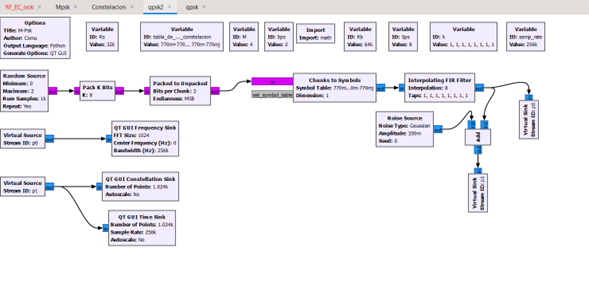 RF_EC_pok × Mpsk × Constelacion × qpsk2 × qpsk ×
Options
Title: M-Psk
Author: Comu
Output Language: Python
Generate Options: QT GUI
Variable
ID: Rs
Value: 32k
Variable
ID: tabla_de_..._constelacion
Value: 770m+770... 770m-770mj
Variable
ID: M
Value: 4
Variable
ID: bps
Value: 2
Import
Import: math
Variable
ID: Rb
Value: 64k
Variable
ID: Sps
Value: 8
Variable
ID: h
Value: 1, 1, 1, 1, 1, 1, 1, 1
Variable
ID: samp_rate
Value: 256k
Random Source
Minimum: 0
Maximum: 2
Num Samples: 1k
Repeat: Yes
Pack K Bits
K: 8
Packed to Unpacked
Bits per Chunk: 2
Endianness: MSB
set_symbol_table
Chunks to Symbols
Symbol Table: 770m...0m-770mj
Dimension: 1
Interpolating FIR Filter
Interpolation: 8
Taps: 1, 1, 1, 1, 1, 1, 1, 1
Virtual Sink
Stream ID: p0
Noise Source
Noise Type: Gaussian
Amplitude: 200m
Seed: 0
Add
Virtual Sink
Stream ID: p1
Virtual Source
Stream ID: p0
QT GUI Frequency Sink
FFT Size: 1024
Center Frequency (Hz): 0
Bandwidth (Hz): 256k
Virtual Source
Stream ID: p1
QT GUI Constellation Sink
Number of Points: 1.024k
Autoscale: No
QT GUI Time Sink
Number of Points: 1.024k
Sample Rate: 256k
Autoscale: No